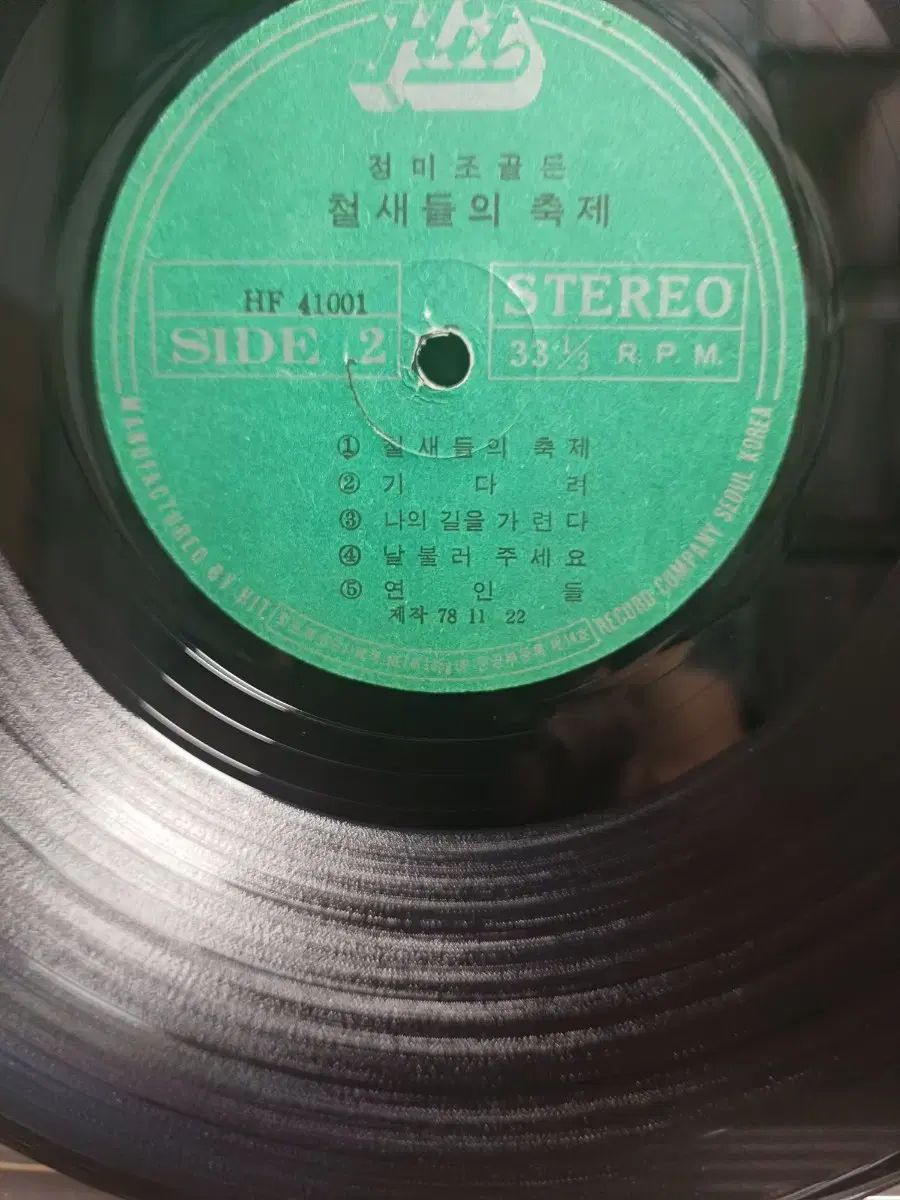 Hit
정미조골든
철새들의 축제
HF 41001
SIDE 2
STEREO
33 1/3 R.P.M.
① 철새들의 축제
② 기다려
③ 나의 길을 가련다
④ 날 불러 주세요
⑤ 연인들
제작 78 11 22
MANUFACTURED BY HIT RECORD COMPANY SEOUL KOREA